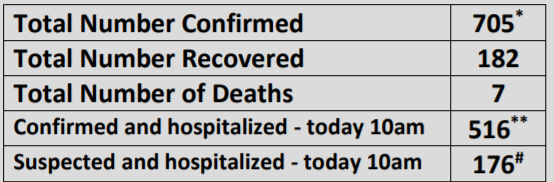 Total Number Confirmed 705*
Total Number Recovered 182
Total Number of Deaths 7
Confirmed and hospitalized - today 10am 516**
Suspected and hospitalized - today 10am 176#